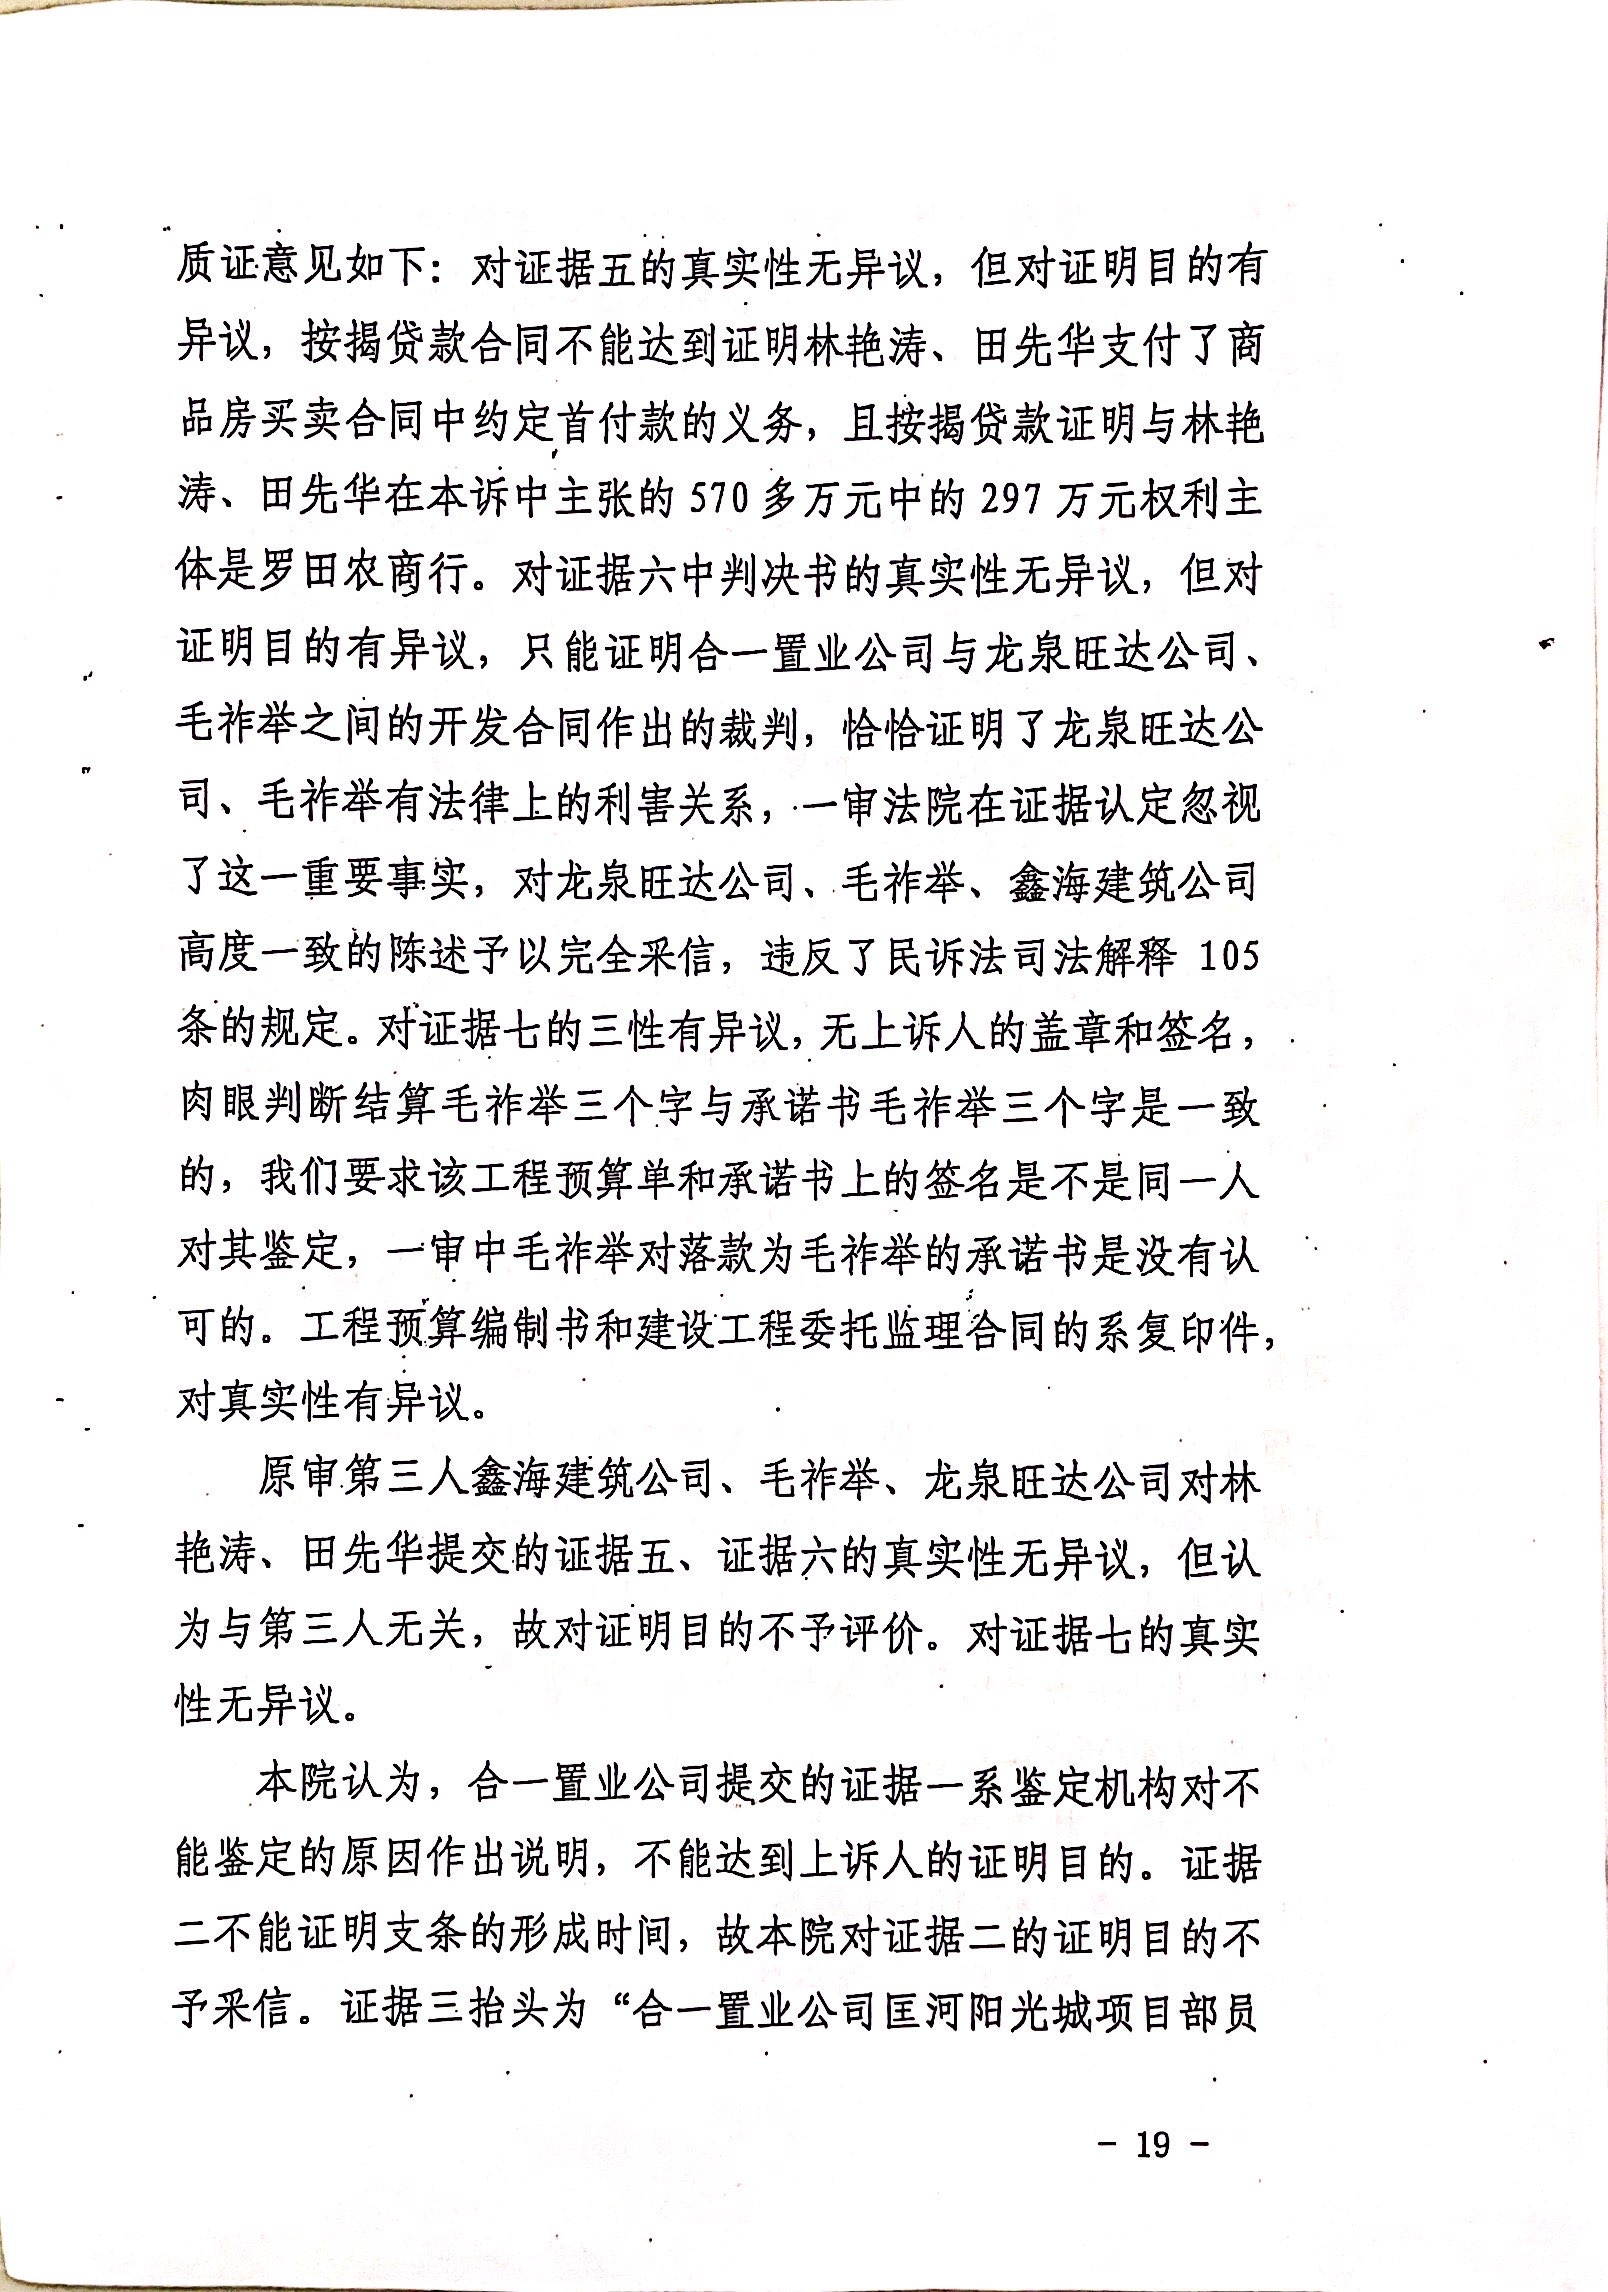 质证意见如下：对证据五的真实性无异议，但对证明目的有
异议，按揭贷款合同不能达到证明林艳涛、田先华支付了商
品房买卖合同中约定首付款的义务，且按揭贷款证明与林艳
涛、田先华在本诉中主张的 570 多万元中的 297 万元权利主
体是罗田农商行。对证据六中判决书的真实性无异议，但对
证明目的有异议，只能证明合一置业公司与龙泉旺达公司、
毛祚举之间的开发合同作出的裁判，恰恰证明了龙泉旺达公
司、毛祚举有法律上的利害关系，一审法院在证据认定忽视
了这一重要事实，对龙泉旺达公司、毛祚举、鑫海建筑公司
高度一致的陈述予以完全采信，违反了民诉法司法解释 105
条的规定。对证据七的三性有异议，无上诉人的盖章和签名，
肉眼判断结算毛祚举三个字与承诺书毛祚举三个字是一致
的，我们要求该工程预算单和承诺书上的签名是不是同一人
对其鉴定，一审中毛祚举对落款为毛祚举的承诺书是没有认
可的。工程预算编制书和建设工程委托监理合同的系复印件，
对真实性有异议。
原审第三人鑫海建筑公司、毛祚举、龙泉旺达公司对林
艳涛、田先华提交的证据五、证据六的真实性无异议，但认
为与第三人无关，故对证明目的不予评价。对证据七的真实
性无异议。
本院认为，合一置业公司提交的证据一系鉴定机构对不
能鉴定的原因作出说明，不能达到上诉人的证明目的。证据
二不能证明支条的形成时间，故本院对证据二的证明目的不
予采信。证据三抬头为“合一置业公司匡河阳光城项目部员
- 19 -